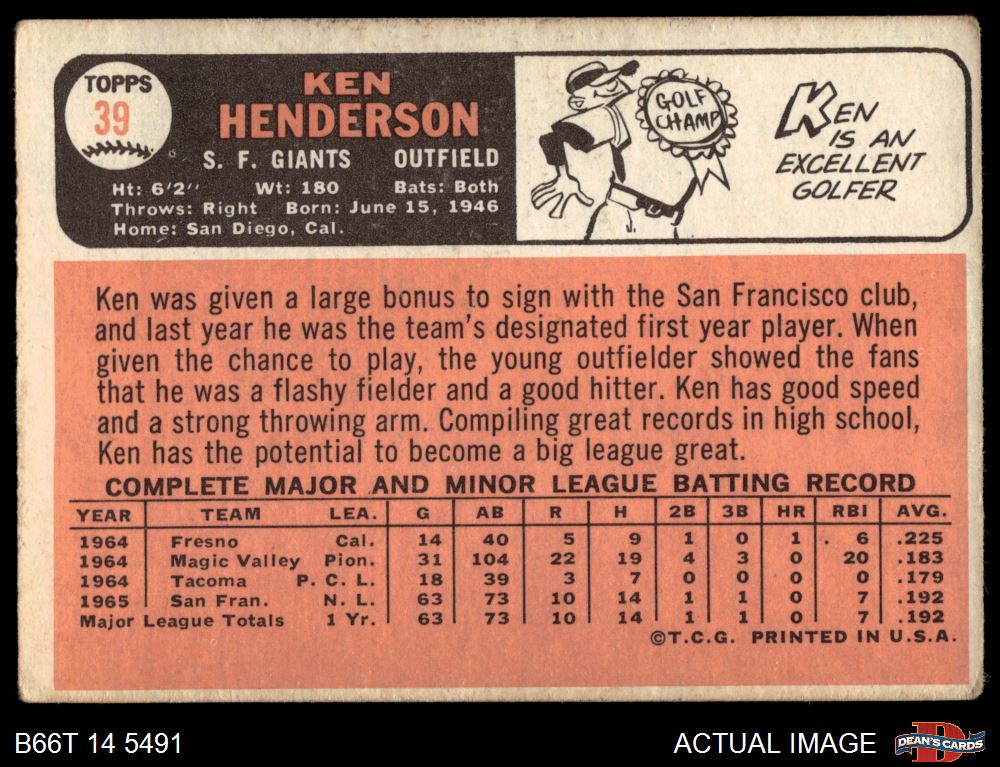 TOPPS
39
KEN
HENDERSON
S. F. GIANTS OUTFIELD
Ht: 6'2" Wt: 180 Bats: Both
Throws: Right Born: June 15, 1946
Home: San Diego, Cal.
GOLF
CHAMP
KEN
IS AN
EXCELLENT
GOLFER
Ken was given a large bonus to sign with the San Francisco club,
and last year he was the team's designated first year player. When
given the chance to play, the young outfielder showed the fans
that he was a flashy fielder and a good hitter. Ken has good speed
and a strong throwing arm. Compiling great records in high school,
Ken has the potential to become a big league great.
COMPLETE MAJOR AND MINOR LEAGUE BATTING RECORD
YEAR TEAM LEA. G AB R H 2B 3B HR RBI AVG.
1964 Fresno Cal. 14 40 5 9 1 0 1 6 .225
1964 Magic Valley Pion. 31 104 22 19 4 3 0 20 .183
1964 Tacoma P. C. L. 18 39 3 7 0 0 0 0 .179
1965 San Fran. N. L. 63 73 10 14 1 1 0 7 .192
Major League Totals 1 Yr. 63 73 10 14 1 1 0 7 .192
©T.C.G. PRINTED IN U.S.A.
B66T 14 5491
ACTUAL IMAGE
D
DEAN'S CARDS